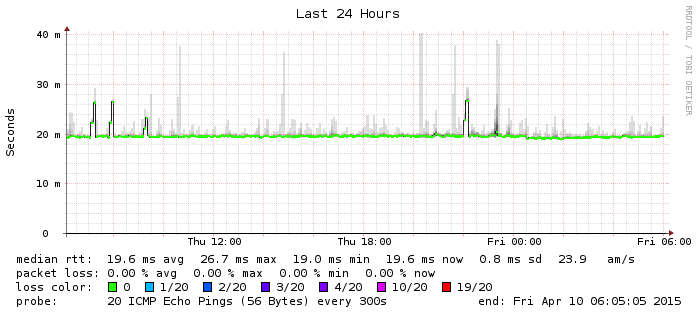 Last 24 Hours
RRDTOOL / TOBI OETIKER
Seconds
40 m
30 m
20 m
10 m
0
Thu 12:00 Thu 18:00 Fri 00:00 Fri 06:00
median rtt: 19.6 ms avg 26.7 ms max 19.0 ms min 19.6 ms now 0.8 ms sd 23.9 am/s
packet loss: 0.00 % avg 0.00 % max 0.00 % min 0.00 % now
loss color: 0 1/20 2/20 3/20 4/20 10/20 19/20
probe: 20 ICMP Echo Pings (56 Bytes) every 300s end: Fri Apr 10 06:05:05 2015